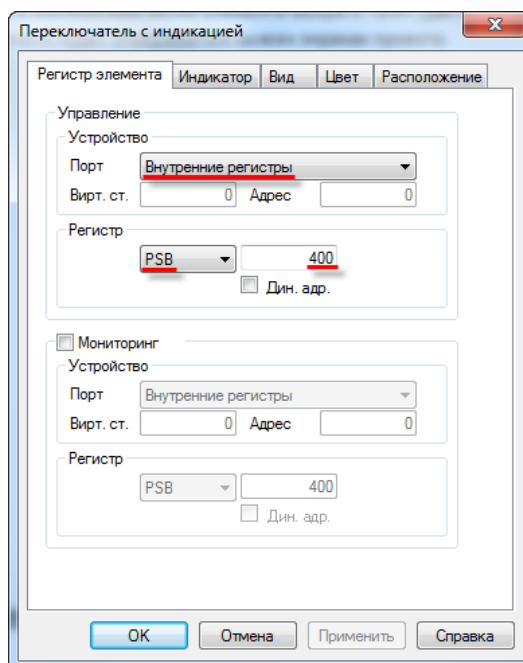 Переключатель с индикацией
Регистр элемента Индикатор Вид Цвет Расположение
Управление
Устройство
Порт Внутренние регистры
Вирт. ст. 0 Адрес 0
Регистр
PSB 400
Дин. адр.
Мониторинг
Устройство
Порт Внутренние регистры
Вирт. ст. 0 Адрес 0
Регистр
PSB 400
Дин. адр.
OK Отмена Применить Справка